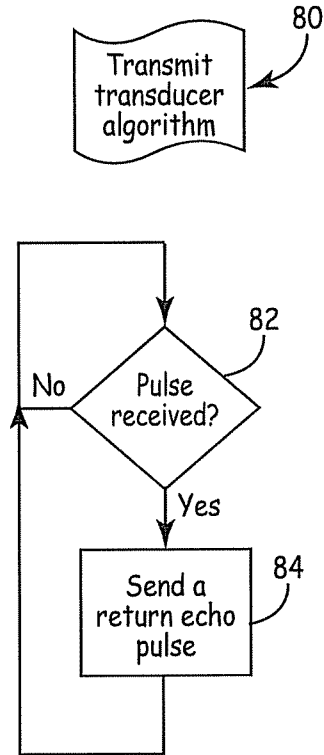 80
Transmit
transducer
algorithm
82
No
Pulse
received?
Yes
84
Send a
return echo
pulse